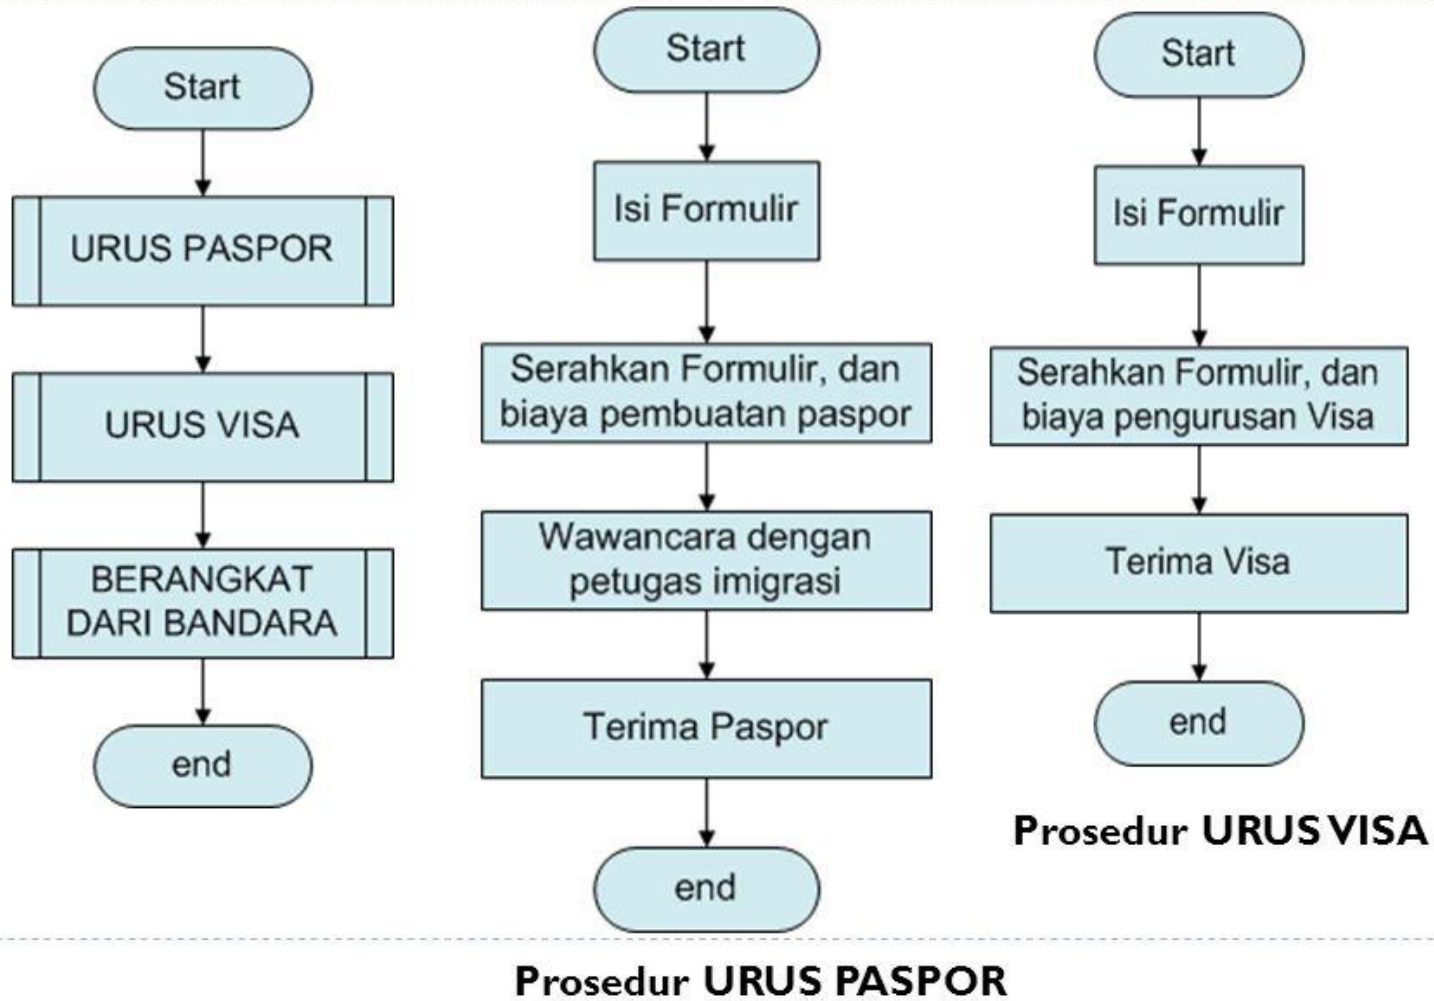 Start
URUS PASPOR
URUS VISA
BERANGKAT
DARI BANDARA
end
Start
Isi Formulir
Serahkan Formulir, dan
biaya pembuatan paspor
Wawancara dengan
petugas imigrasi
Terima Paspor
end
Prosedur URUS PASPOR
Start
Isi Formulir
Serahkan Formulir, dan
biaya pengurusan Visa
Terima Visa
end
Prosedur URUS VISA